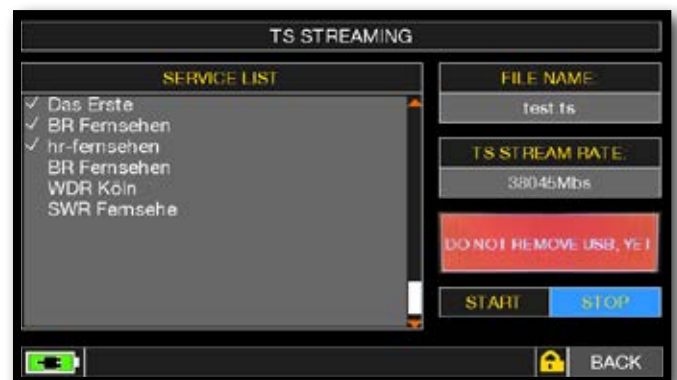 TS STREAMING
SERVICE LIST
✓ Das Erste
✓ BR Fernsehen
✓ hr-fernsehen
BR Fernsehen
WDR Köln
SWR Fernsehe
FILE NAME:
test.ts
TS STREAM RATE:
38045Mbs
DO NOT REMOVE USB, YET
START STOP
BACK